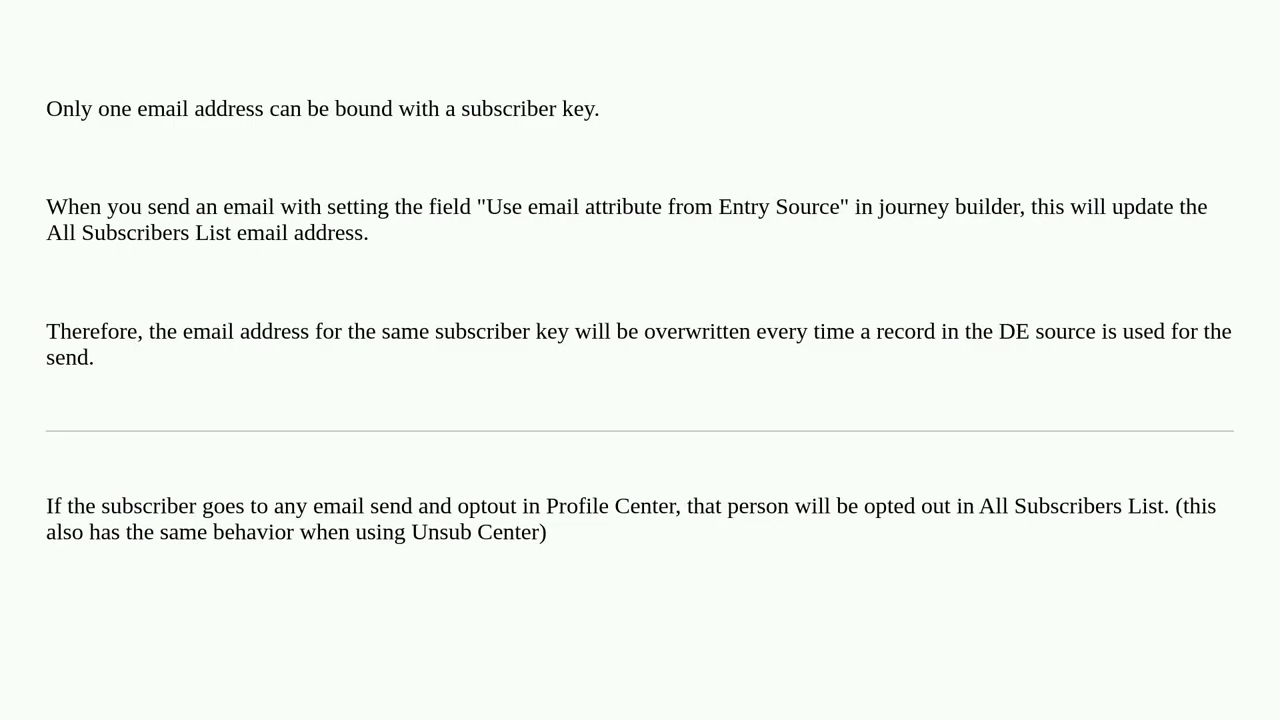 Only one email address can be bound with a subscriber key.
When you send an email with setting the field "Use email attribute from Entry Source" in journey builder, this will update the
All Subscribers List email address.
Therefore, the email address for the same subscriber key will be overwritten every time a record in the DE source is used for the
send.
If the subscriber goes to any email send and optout in Profile Center, that person will be opted out in All Subscribers List. (this
also has the same behavior when using Unsub Center)